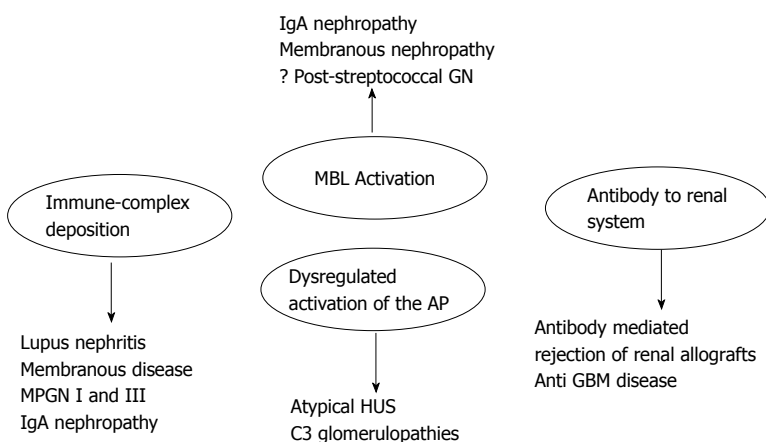 IgA nephropathy
Membranous nephropathy
? Post-streptococcal GN
MBL Activation
Immune-complex
deposition
Antibody to renal
system
Dysregulated
activation of the AP
Lupus nephritis
Membranous disease
MPGN I and III
IgA nephropathy
Atypical HUS
C3 glomerulopathies
Antibody mediated
rejection of renal allografts
Anti GBM disease